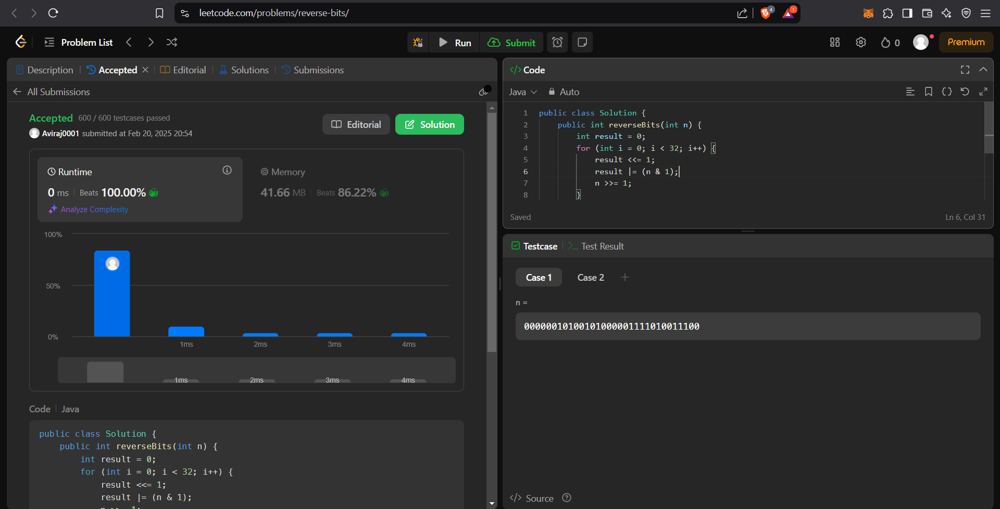 leetcode.com/problems/reverse-bits/
4
1
Problem List
Run
Submit
0
Premium
Description
Accepted
Editorial
Solutions
Submissions
All Submissions
Accepted 600 / 600 testcases passed
Aviraj0001 submitted at Feb 20, 2025 20:54
Editorial
Solution
Runtime
0 ms Beats 100.00%
Analyze Complexity
Memory
41.66 MB Beats 86.22%
100%
50%
0%
1ms 2ms 3ms 4ms
1ms 2ms 3ms 4ms
Code Java
public class Solution {
public int reverseBits(int n) {
int result = 0;
for (int i = 0; i < 32; i++) {
result <<= 1;
result |= (n & 1);
</> Code
Java
Auto
1 public class Solution {
2 public int reverseBits(int n) {
3 int result = 0;
4 for (int i = 0; i < 32; i++) {
5 result <<= 1;
6 result |= (n & 1);
7 n >>= 1;
8 }
Saved
Ln 6, Col 31
Testcase
Test Result
Case 1
Case 2
n =
00000010100101000001111010011100
</> Source